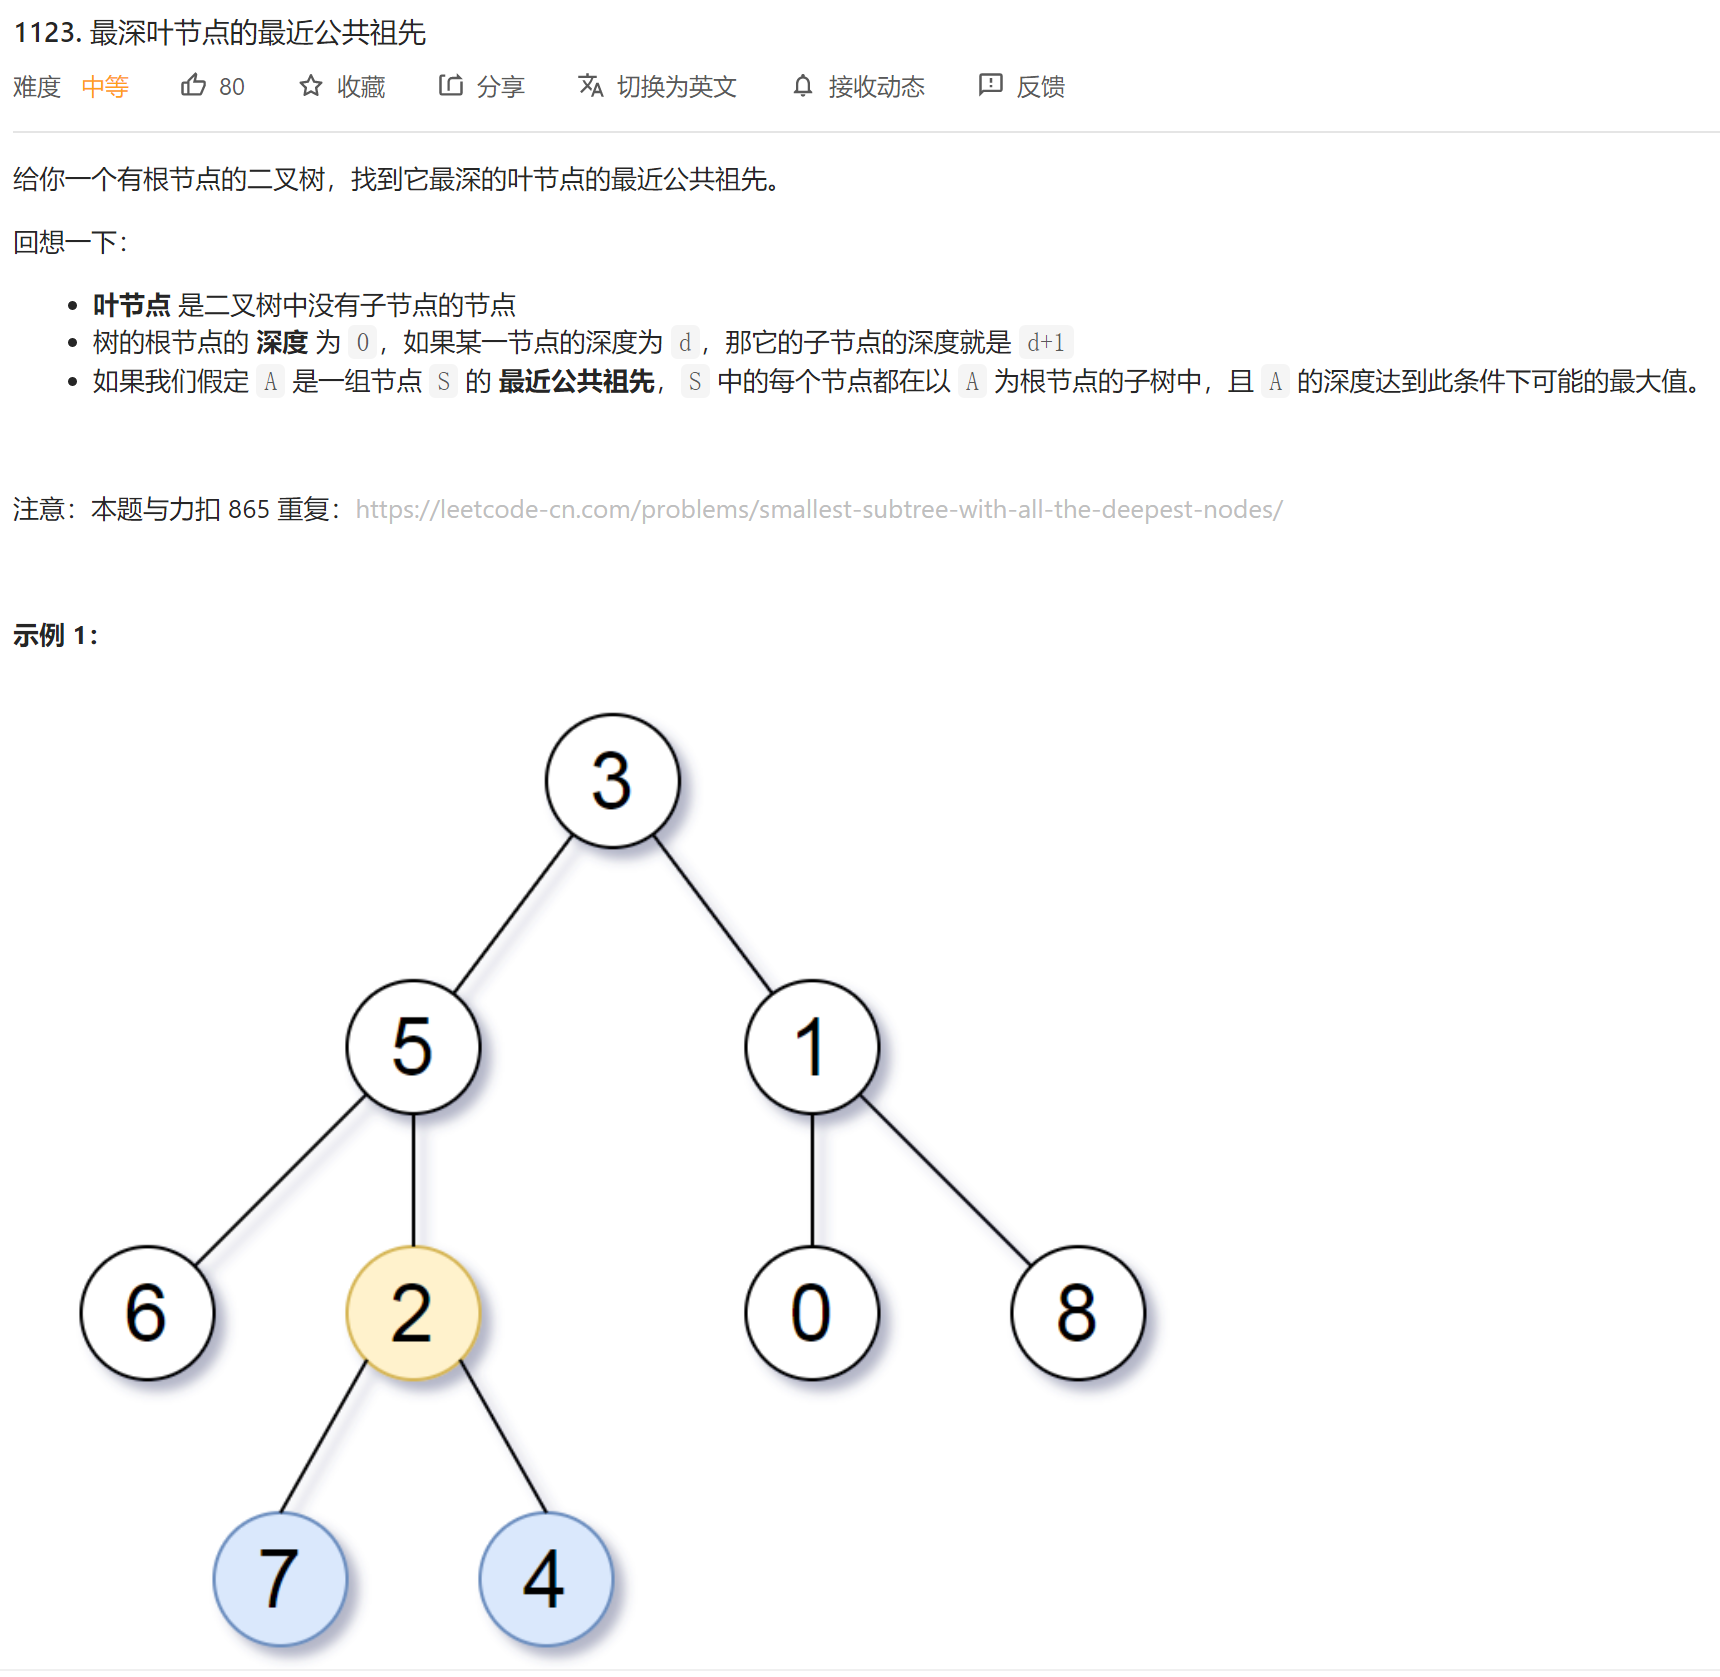 1123. 最深叶节点的最近公共祖先
难度 中等 80 收藏 分享 切换为英文 接收动态 反馈
给你一个有根节点的二叉树，找到它最深的叶节点的最近公共祖先。
回想一下：
• 叶节点 是二叉树中没有子节点的节点
• 树的根节点的 深度 为 0，如果某一节点的深度为 d，那它的子节点的深度就是 d+1
• 如果我们假定 A 是一组节点 S 的 最近公共祖先，S 中的每个节点都在以 A 为根节点的子树中，且 A 的深度达到此条件下可能的最大值。
注意：本题与力扣 865 重复：https://leetcode-cn.com/problems/smallest-subtree-with-all-the-deepest-nodes/
示例 1：
3
5 1
6 2 0 8
7 4